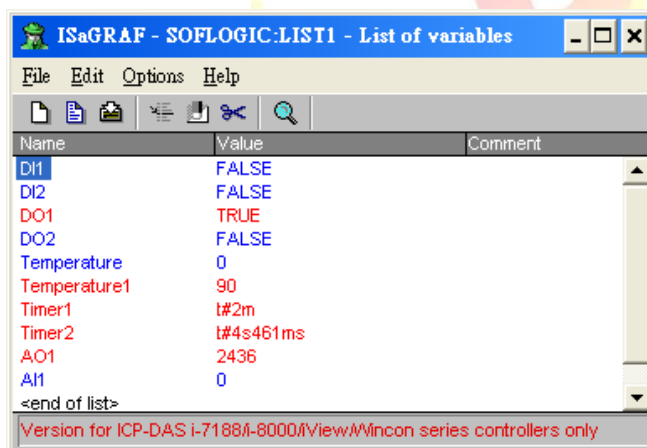 ISaGRAF - SOFLOGIC:LIST1 - List of variables
File Edit Options Help
Name Value Comment
DI1 FALSE
DI2 FALSE
DO1 TRUE
DO2 FALSE
Temperature 0
Temperature1 90
Timer1 t#2m
Timer2 t#4s461ms
AO1 2436
AI1 0
<end of list>
Version for ICP-DAS i-7188/i-8000/iView/Wincon series controllers only